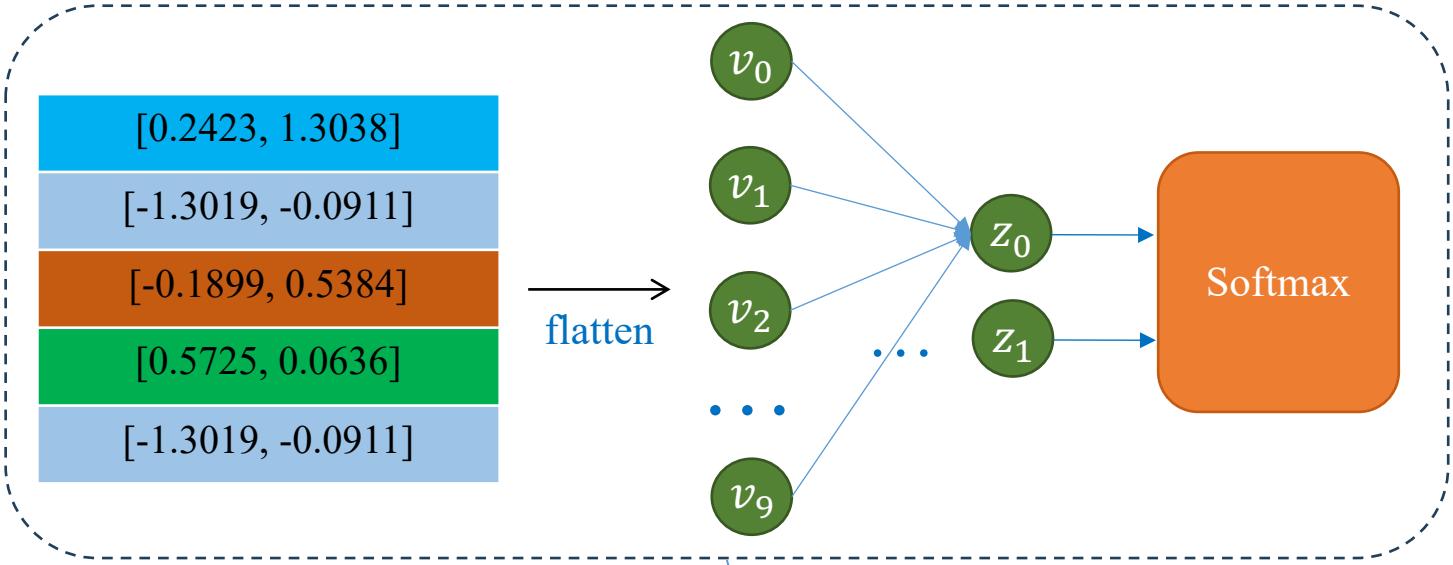 [0.2423, 1.3038]
[-1.3019, -0.0911]
[-0.1899, 0.5384]
[0.5725, 0.0636]
[-1.3019, -0.0911]
flatten
v₀
v₁
v₂
...
v₉
...
z₀
z₁
Softmax